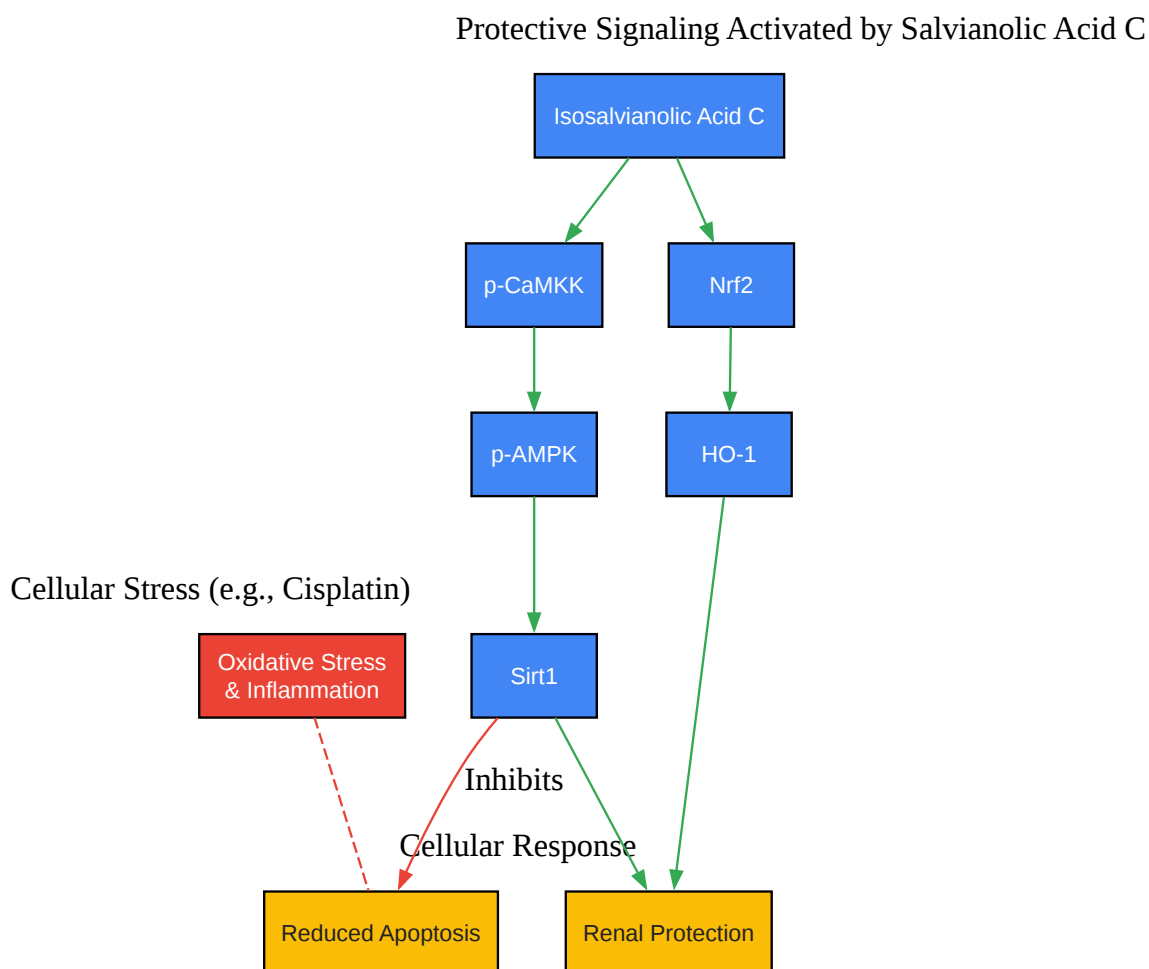 Protective Signaling Activated by Salvianolic Acid C
Isosalvianolic Acid C
p-CaMKK
Nrf2
p-AMPK
HO-1
Cellular Stress (e.g., Cisplatin)
Oxidative Stress
& Inflammation
Sirt1
Inhibits
Cellular Response
Reduced Apoptosis
Renal Protection